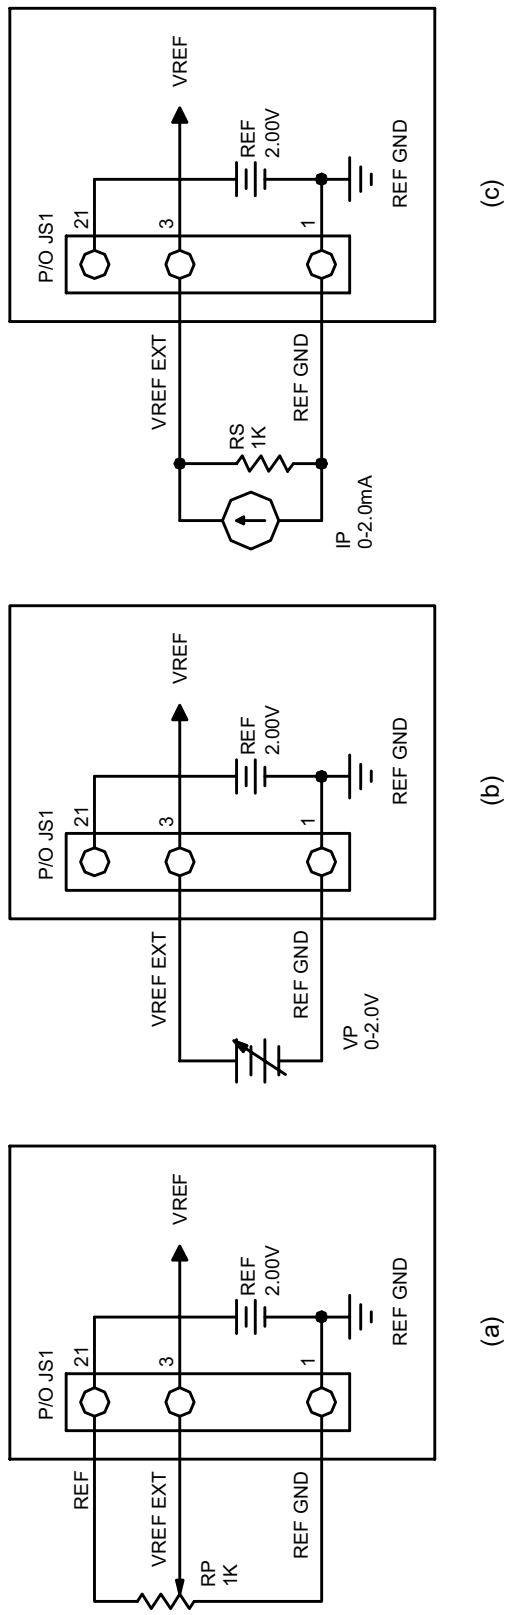 P/O JS1
REF
21
VREF EXT
3
VREF
RP
1K
REF
2.00V
REF GND
1
REF GND
(a)
P/O JS1
21
VREF EXT
3
VREF
REF
2.00V
REF GND
1
VP
0-2.0V
REF GND
(b)
P/O JS1
21
VREF EXT
3
VREF
RS
1K
REF
2.00V
REF GND
1
IP
0-2.0mA
REF GND
(c)